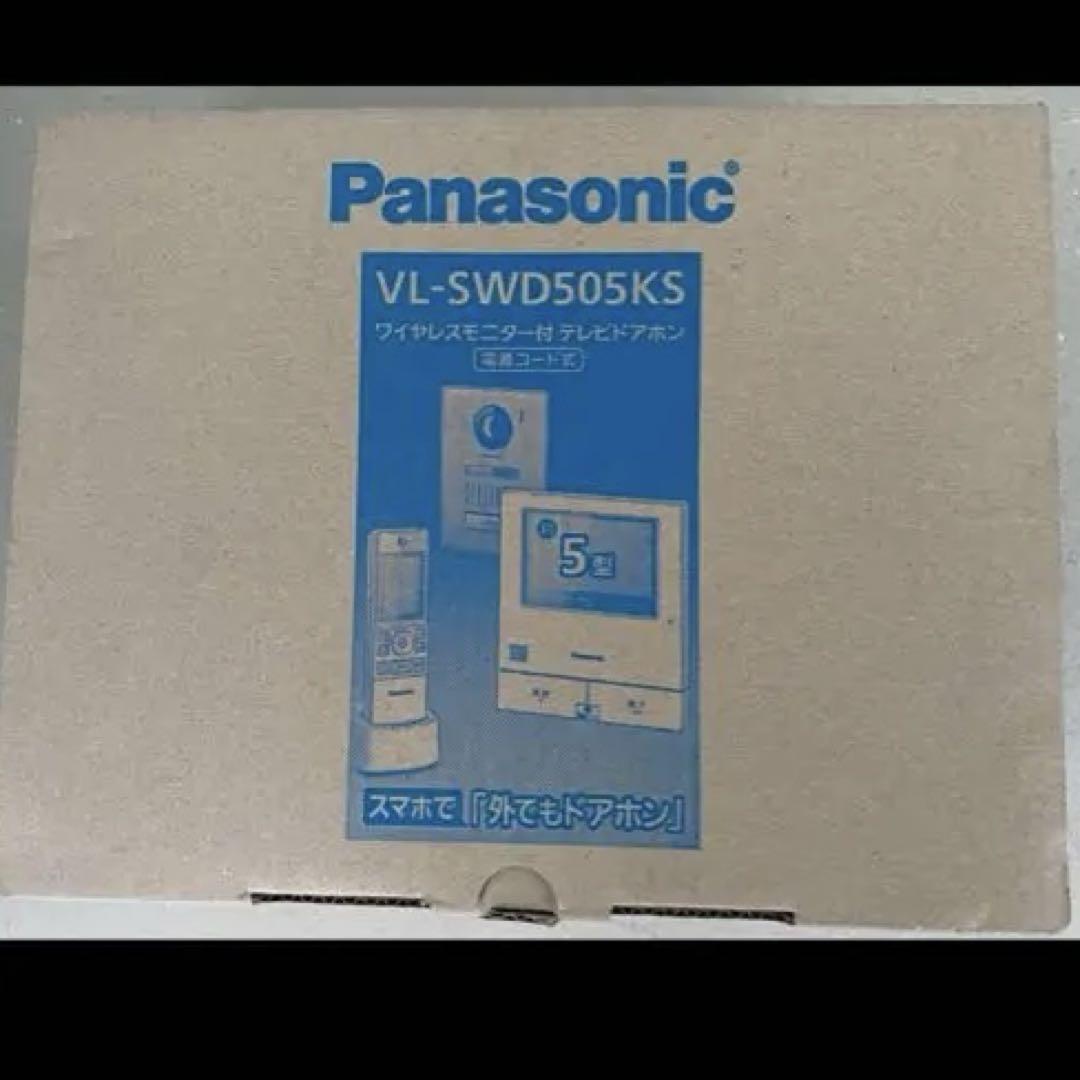 Panasonic®
VL-SWD505KS
ワイヤレスモニター付 テレビドアホン
電源コード式
5型
Panasonic
スマホで「外でもドアホン」